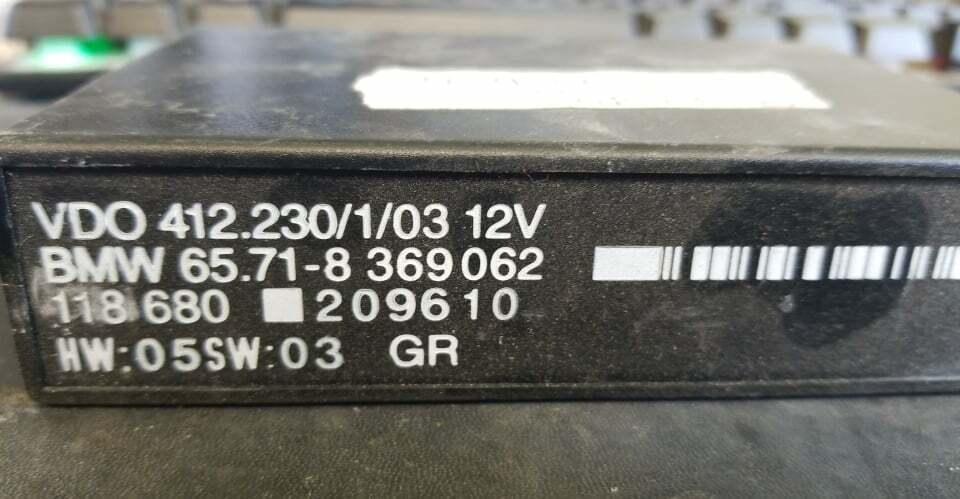 VDO 412.230/1/03 12V
BMW 65.71-8 369062
118 680 209610
HW:05SW:03 GR